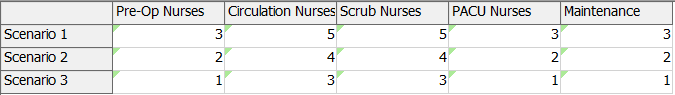 Pre-Op Nurses Circulation Nurses Scrub Nurses PACU Nurses Maintenance
Scenario 1 3 5 5 3 3
Scenario 2 2 4 4 2 2
Scenario 3 1 3 3 1 1